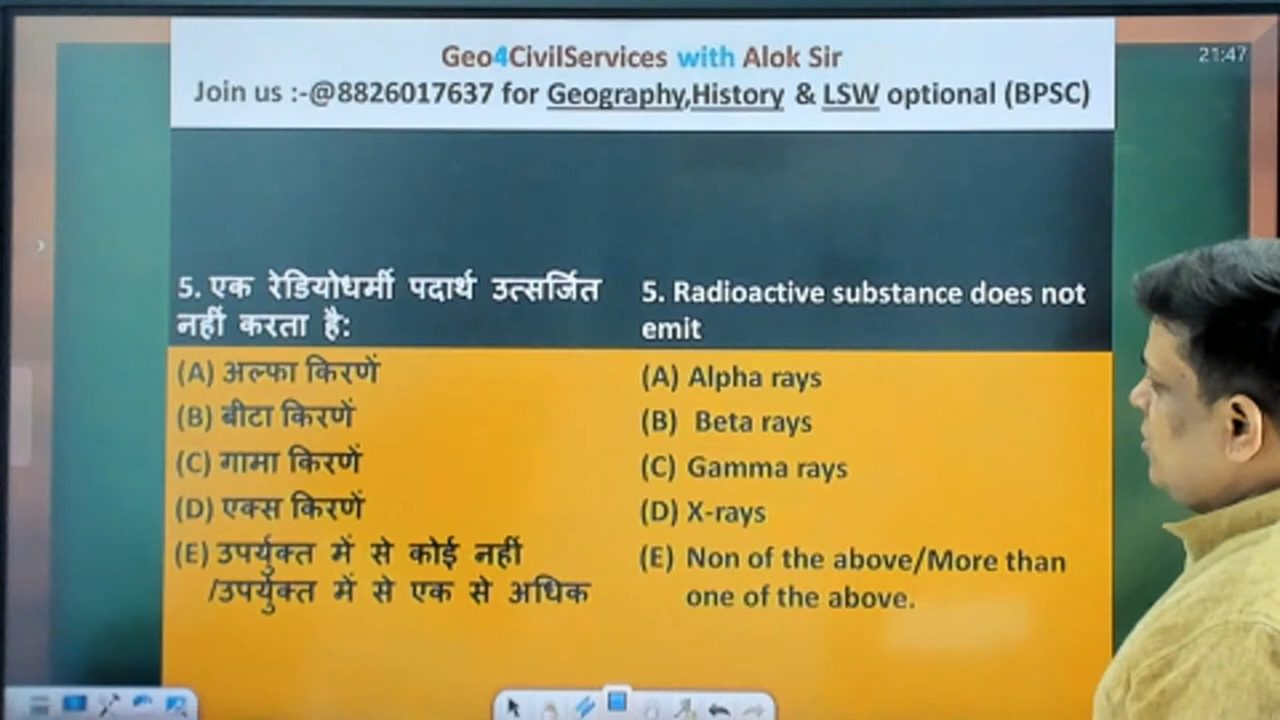 Geo4CivilServices with Alok Sir
Join us :-@8826017637 for Geography,History & LSW optional (BPSC)
21:47
5. एक रेडियोधर्मी पदार्थ उत्सर्जित
नहीं करता है:
(A) अल्फा किरणें
(B) बीटा किरणें
(C) गामा किरणें
(D) एक्स किरणें
(E) उपर्युक्त में से कोई नहीं
/उपर्युक्त में से एक से अधिक
5. Radioactive substance does not
emit
(A) Alpha rays
(B) Beta rays
(C) Gamma rays
(D) X-rays
(E) Non of the above/More than
one of the above.